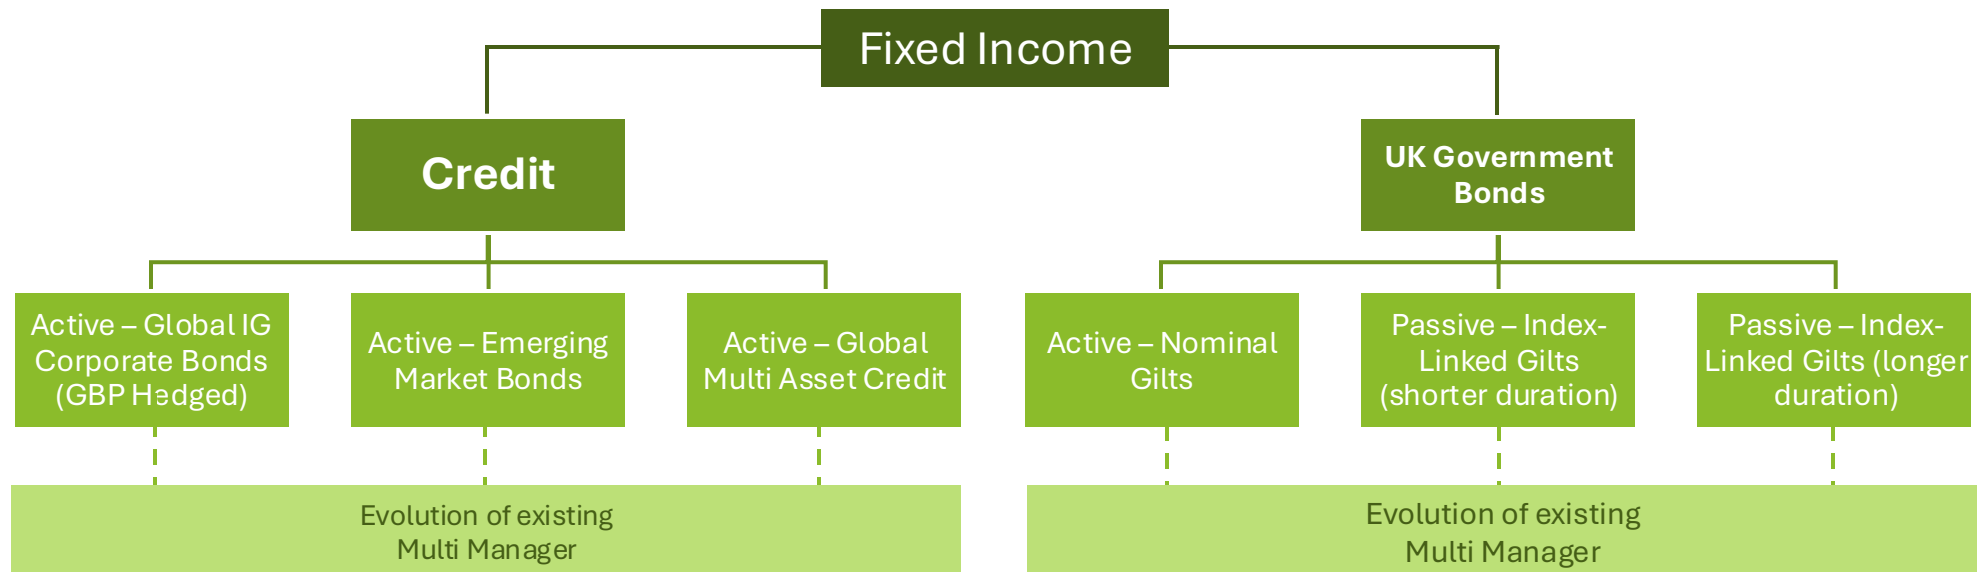 Fixed Income
Credit
UK Government
Bonds
Active – Global IG
Corporate Bonds
(GBP Hedged)
Active – Emerging
Market Bonds
Active – Global
Multi Asset Credit
Active – Nominal
Gilts
Passive – Index-
Linked Gilts
(shorter duration)
Passive – Index-
Linked Gilts (longer
duration)
Evolution of existing
Multi Manager
Evolution of existing
Multi Manager